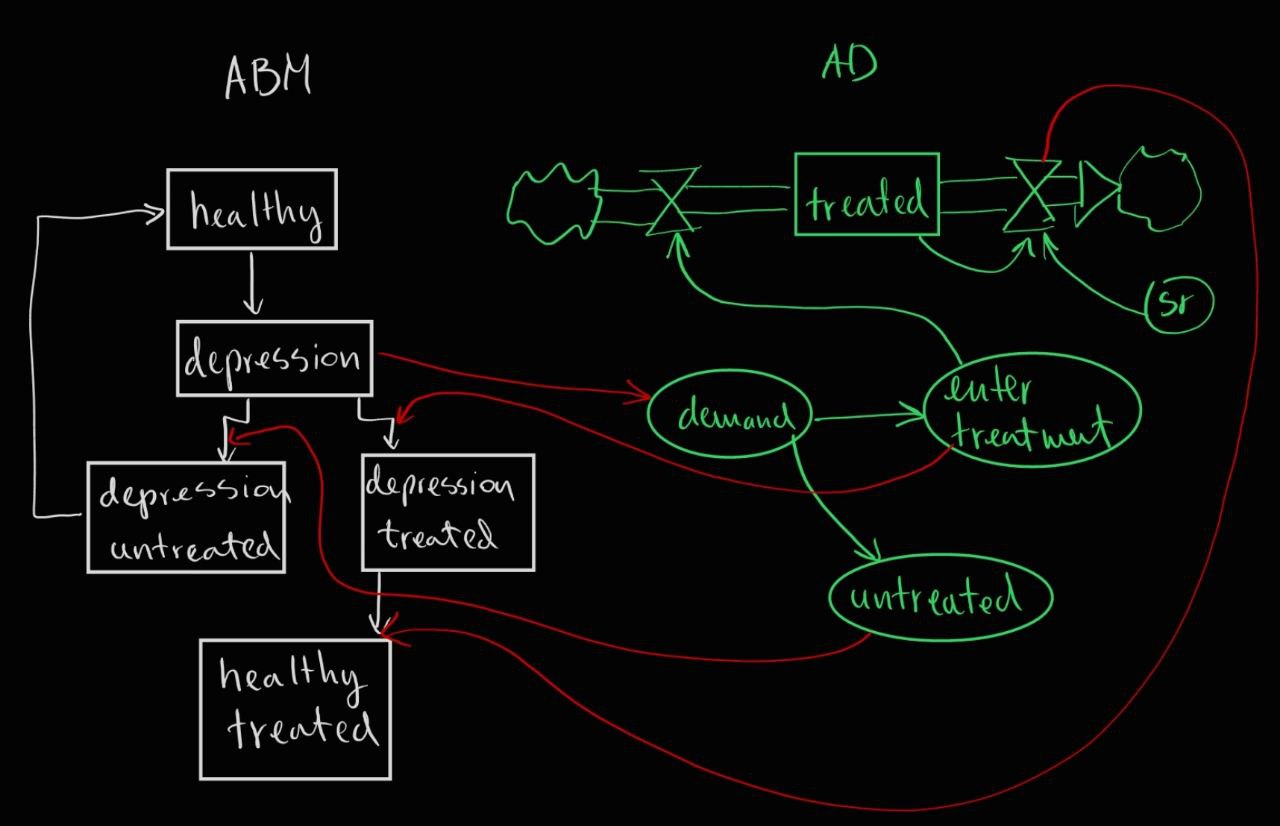 ABM
AD
healthy
treated
sr
depression
demand
enter
treatment
depression
untreated
depression
treated
untreated
healthy
treated